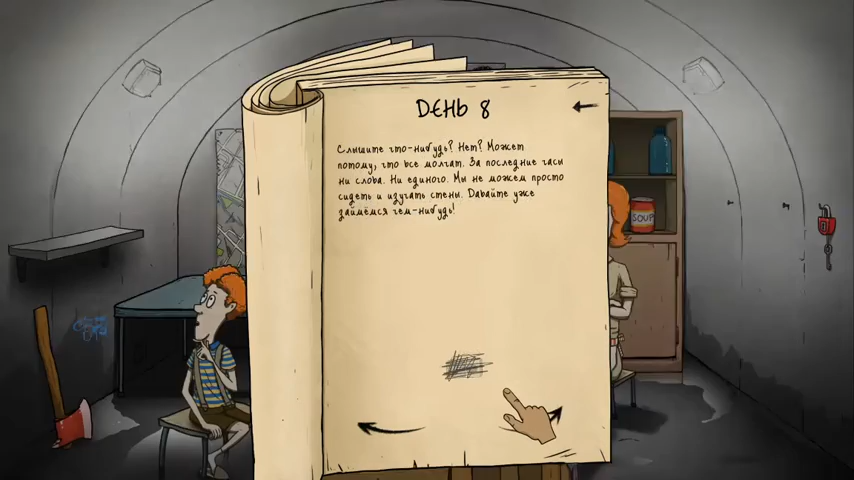 ДЕНЬ 8
Слышите что-нибудь? Нет? Может
потому, что все молчат. За последние часы
ни слова. Ни единого. Мы не можем просто
сидеть и изучать стены. Давайте уже
займёмся чем-нибудь!
SOUP